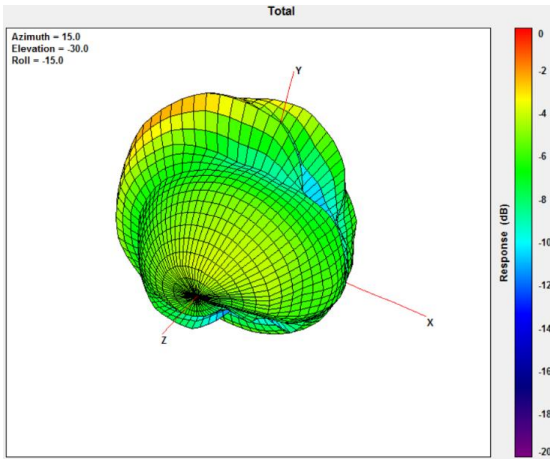 Total
Azimuth = 15.0
Elevation = -30.0
Roll = -15.0
Y
X
Z
0
-2
-4
-6
-8
-10
-12
-14
-16
-18
-20
Response (dB)